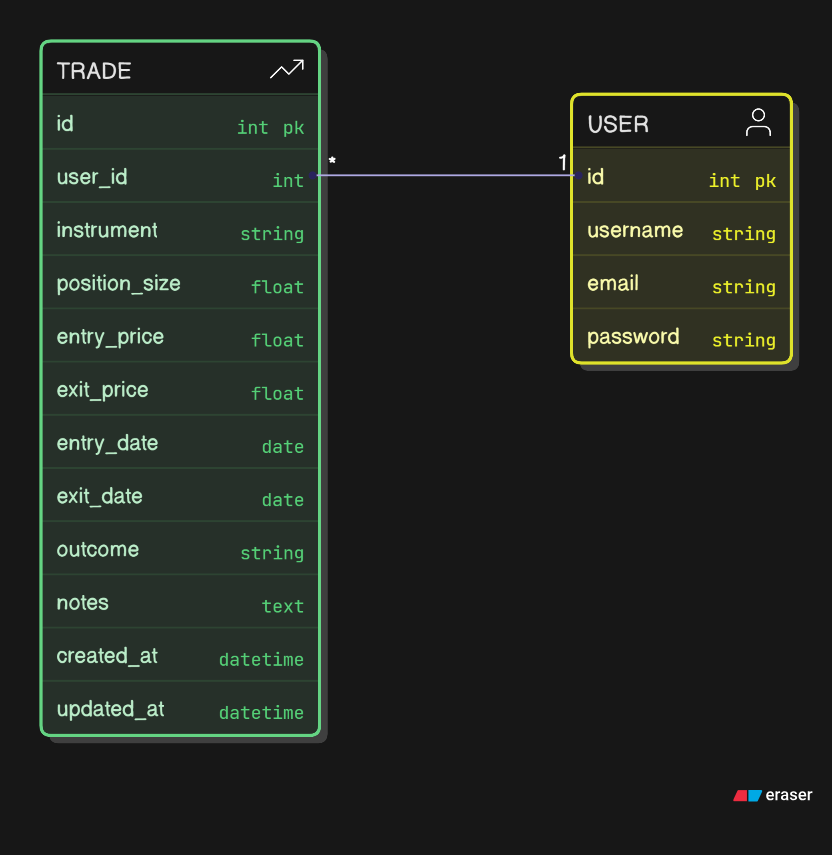 TRADE
id int pk
user_id int
instrument string
position_size float
entry_price float
exit_price float
entry_date date
exit_date date
outcome string
notes text
created_at datetime
updated_at datetime
* 1
USER
id int pk
username string
email string
password string
eraser